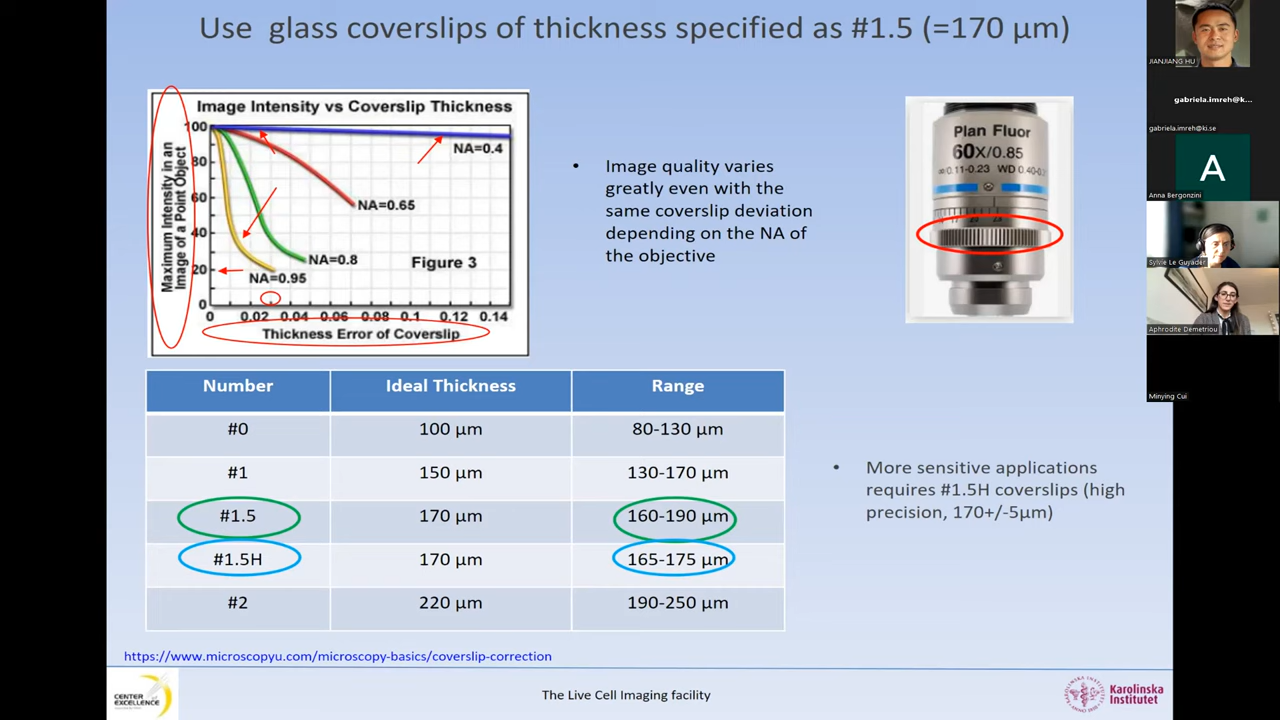 Use glass coverslips of thickness specified as #1.5 (=170 µm)
Image Intensity vs Coverslip Thickness
Maximum Intensity in an
Image of a Point Object
100
80
60
40
20
0
NA=0.4
NA=0.65
NA=0.8
NA=0.95
Figure 3
0 0.02 0.04 0.06 0.08 0.1 0.12 0.14
Thickness Error of Coverslip
• Image quality varies
greatly even with the
same coverslip deviation
depending on the NA of
the objective
Plan Fluor
60X/0.85
∞/0.11-0.23 WD 0.40-0.
Number Ideal Thickness Range
#0 100 µm 80-130 µm
#1 150 µm 130-170 µm
#1.5 170 µm 160-190 µm
#1.5H 170 µm 165-175 µm
#2 220 µm 190-250 µm
• More sensitive applications
requires #1.5H coverslips (high
precision, 170+/-5µm)
https://www.microscopyu.com/microscopy-basics/coverslip-correction
CENTER
EXCELLENCE
The Live Cell Imaging facility
Karolinska
Institutet
JIANJIANG HU
gabriela.imreh@k...
gabriela.imreh@ki.se
A
Anna Bergonzini
Sylvie Le Guyader
Aphrodite Demetriou
Minying Cui